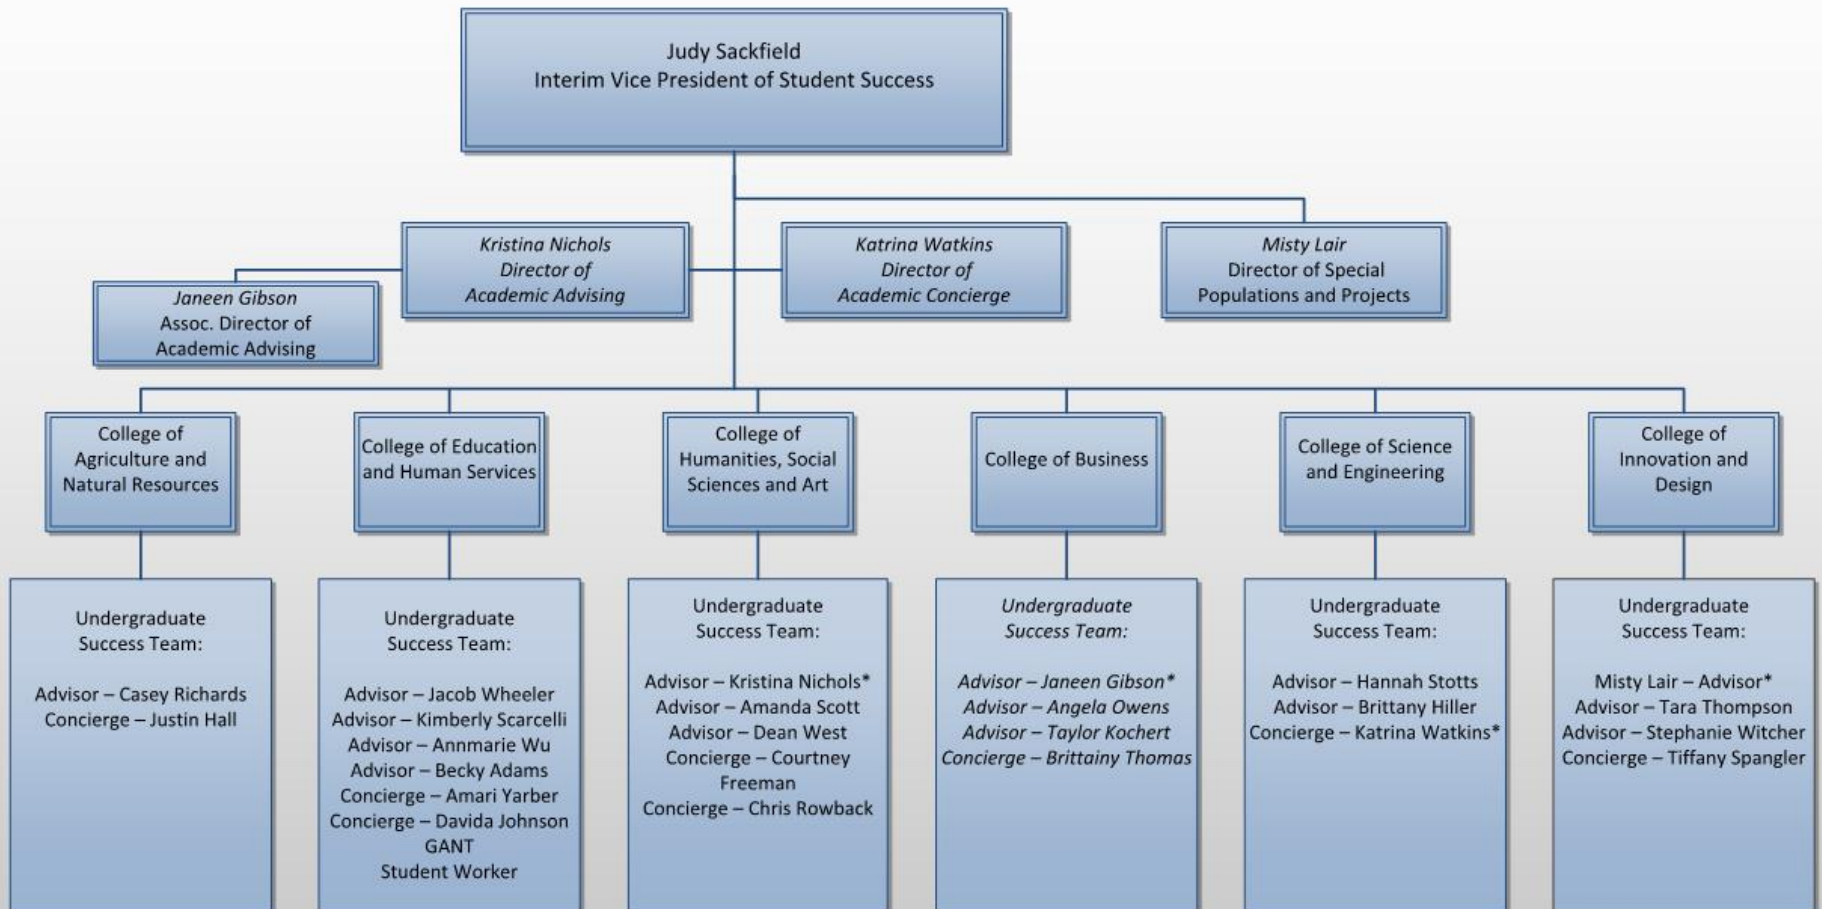 Judy Sackfield
Interim Vice President of Student Success
Kristina Nichols
Director of
Academic Advising
Katrina Watkins
Director of
Academic Concierge
Misty Lair
Director of Special
Populations and Projects
Janeen Gibson
Assoc. Director of
Academic Advising
College of
Agriculture and
Natural Resources
College of Education
and Human Services
College of
Humanities, Social
Sciences and Art
College of Business
College of Science
and Engineering
College of
Innovation and
Design
Undergraduate
Success Team:
Advisor – Casey Richards
Concierge – Justin Hall
Undergraduate
Success Team:
Advisor – Jacob Wheeler
Advisor – Kimberly Scarcelli
Advisor – Annmarie Wu
Advisor – Becky Adams
Concierge – Amari Yarber
Concierge – Davida Johnson
GANT
Student Worker
Undergraduate
Success Team:
Advisor – Kristina Nichols*
Advisor – Amanda Scott
Advisor – Dean West
Concierge – Courtney
Freeman
Concierge – Chris Rowback
Undergraduate
Success Team:
Advisor – Janeen Gibson*
Advisor – Angela Owens
Advisor – Taylor Kochert
Concierge – Brittainy Thomas
Undergraduate
Success Team:
Advisor – Hannah Stotts
Advisor – Brittany Hiller
Concierge – Katrina Watkins*
Undergraduate
Success Team:
Misty Lair – Advisor*
Advisor – Tara Thompson
Advisor – Stephanie Witcher
Concierge – Tiffany Spangler